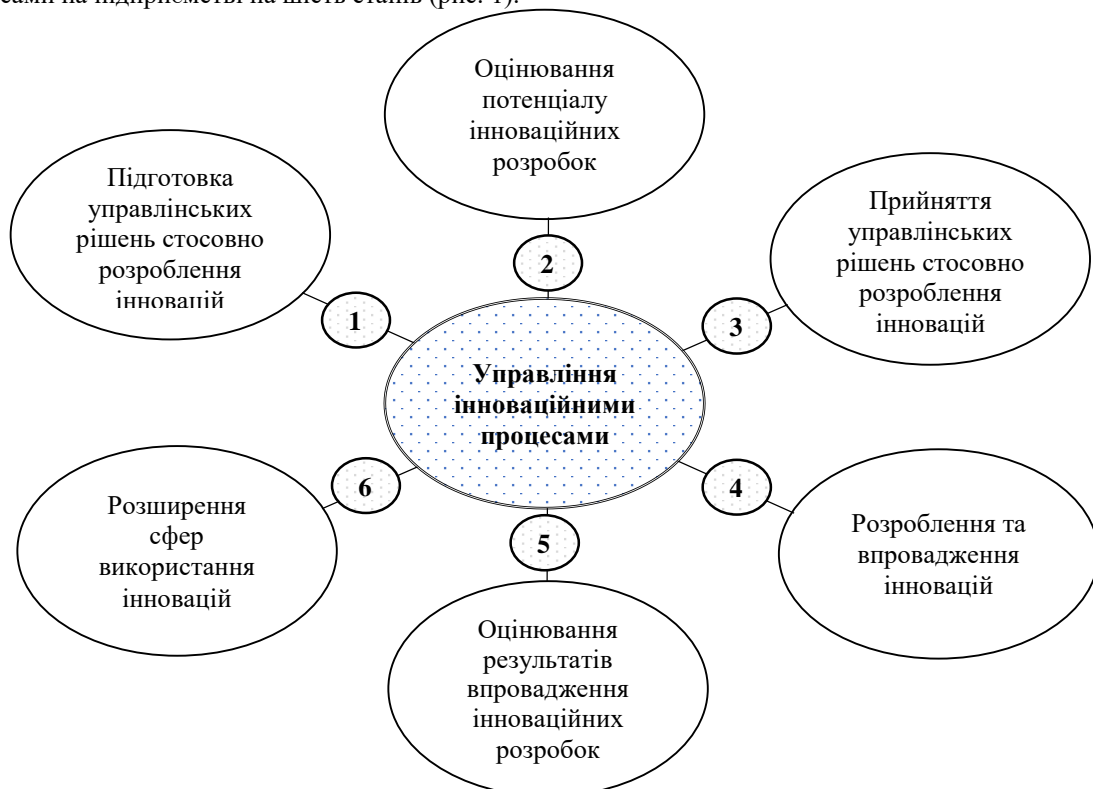 сами на підприємстві на шість етапів (рис. 1).
Оцінювання
потенціалу
інноваційних
розробок
Підготовка
управлінських
рішень стосовно
розроблення
інновацій
Прийняття
управлінських
рішень стосовно
розроблення
інновацій
2
1
3
Управління
інноваційними
процесами
6
4
5
Розширення
сфер
використання
інновацій
Розроблення та
впровадження
інновацій
Оцінювання
результатів
впровадження
інноваційних
розробок